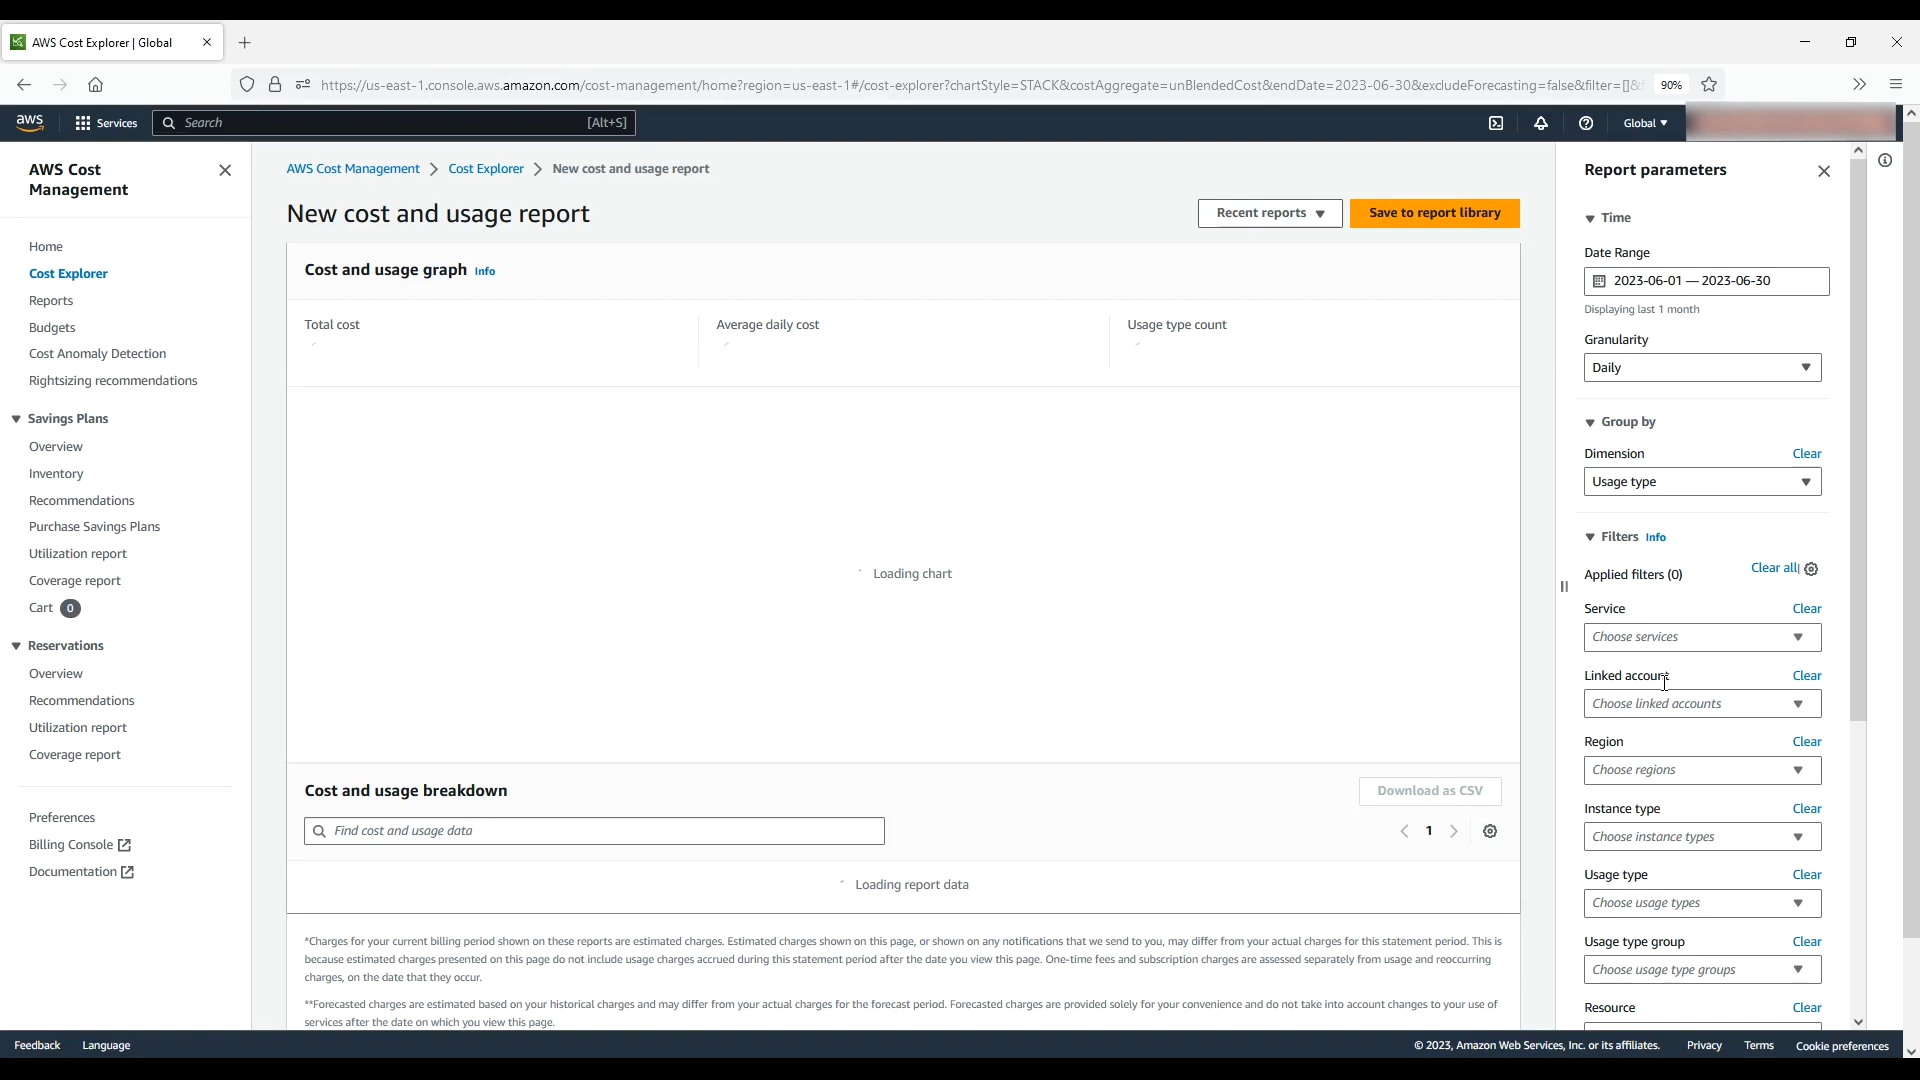 AWS Cost Explorer | Global
https://us-east-1.console.aws.amazon.com/cost-management/home?region=us-east-1#/cost-explorer?chartStyle=STACK&costAggregate=unBlendedCost&endDate=2023-06-30&excludeForecasting=false&filter=[]&f
90%
aws
Services
Search
[Alt+S]
Global
AWS Cost
Management
Home
Cost Explorer
Reports
Budgets
Cost Anomaly Detection
Rightsizing recommendations
Savings Plans
Overview
Inventory
Recommendations
Purchase Savings Plans
Utilization report
Coverage report
Cart 0
Reservations
Overview
Recommendations
Utilization report
Coverage report
Preferences
Billing Console
Documentation
AWS Cost Management > Cost Explorer > New cost and usage report
New cost and usage report
Recent reports
Save to report library
Cost and usage graph Info
Total cost
Average daily cost
Usage type count
Loading chart
Cost and usage breakdown
Download as CSV
Find cost and usage data
1
Loading report data
*Charges for your current billing period shown on these reports are estimated charges. Estimated charges shown on this page, or shown on any notifications that we send to you, may differ from your actual charges for this statement period. This is
because estimated charges presented on this page do not include usage charges accrued during this statement period after the date you view this page. One-time fees and subscription charges are assessed separately from usage and reoccurring
charges, on the date that they occur.
**Forecasted charges are estimated based on your historical charges and may differ from your actual charges for the forecast period. Forecasted charges are provided solely for your convenience and do not take into account changes to your use of
services after the date on which you view this page.
Report parameters
Time
Date Range
2023-06-01 — 2023-06-30
Displaying last 1 month
Granularity
Daily
Group by
Dimension Clear
Usage type
Filters Info
Applied filters (0) Clear all|
Service Clear
Choose services
Linked account Clear
Choose linked accounts
Region Clear
Choose regions
Instance type Clear
Choose instance types
Usage type Clear
Choose usage types
Usage type group Clear
Choose usage type groups
Resource Clear
Feedback
Language
© 2023, Amazon Web Services, Inc. or its affiliates.
Privacy
Terms
Cookie preferences